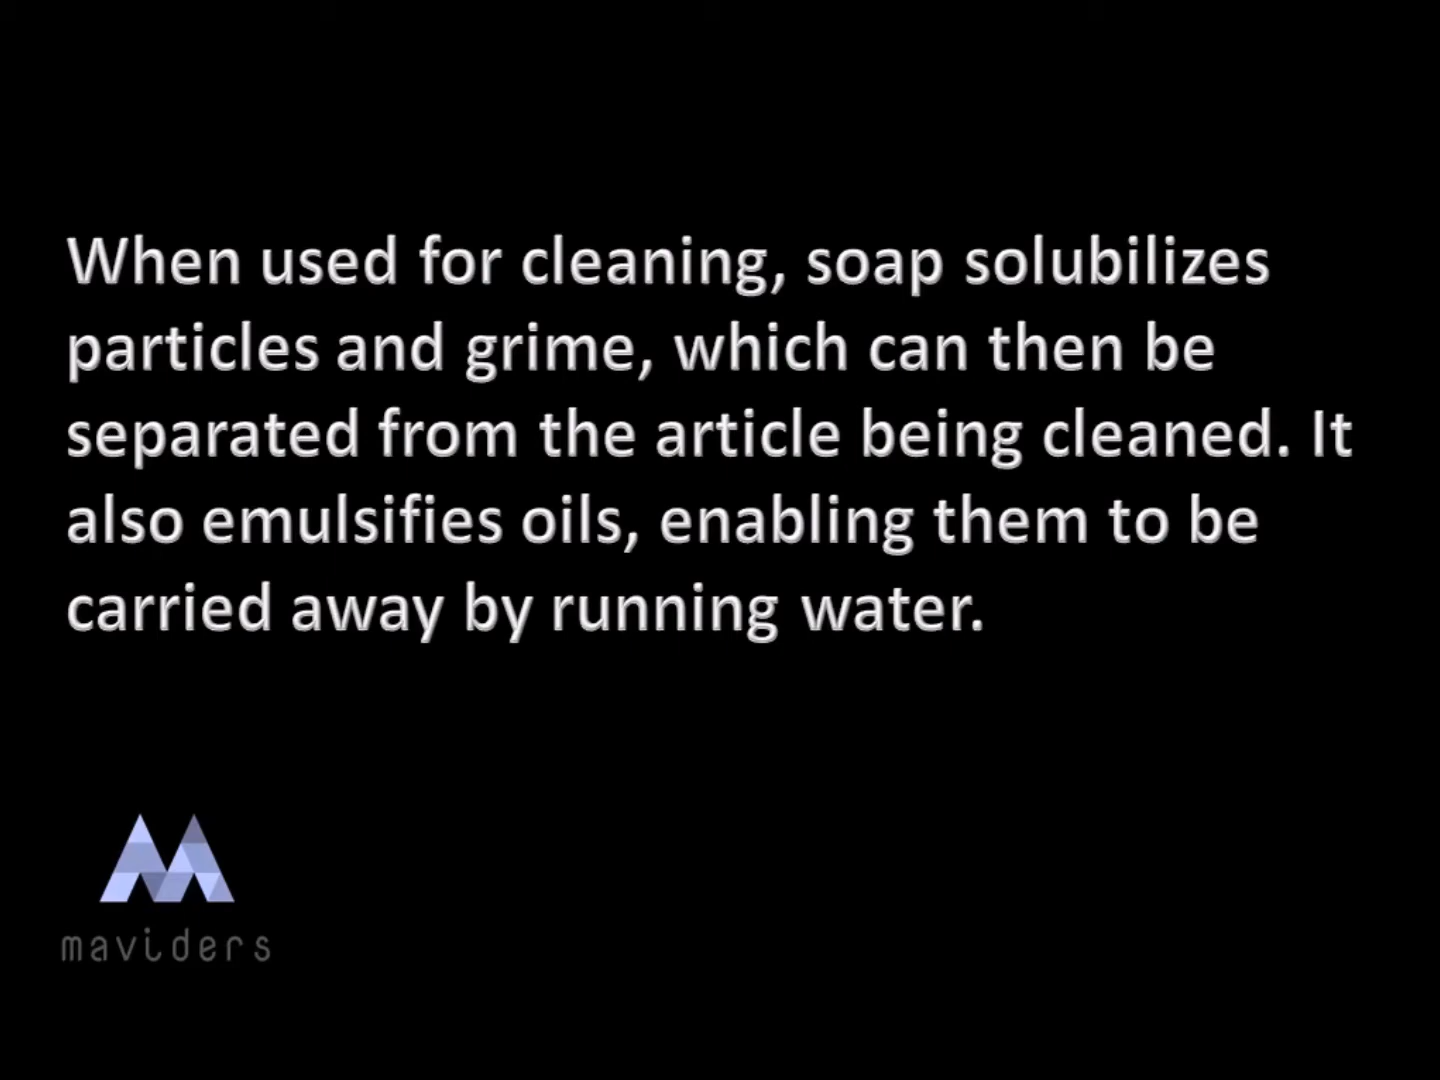 When used for cleaning, soap solubilizes
particles and grime, which can then be
separated from the article being cleaned. It
also emulsifies oils, enabling them to be
carried away by running water.
maviders